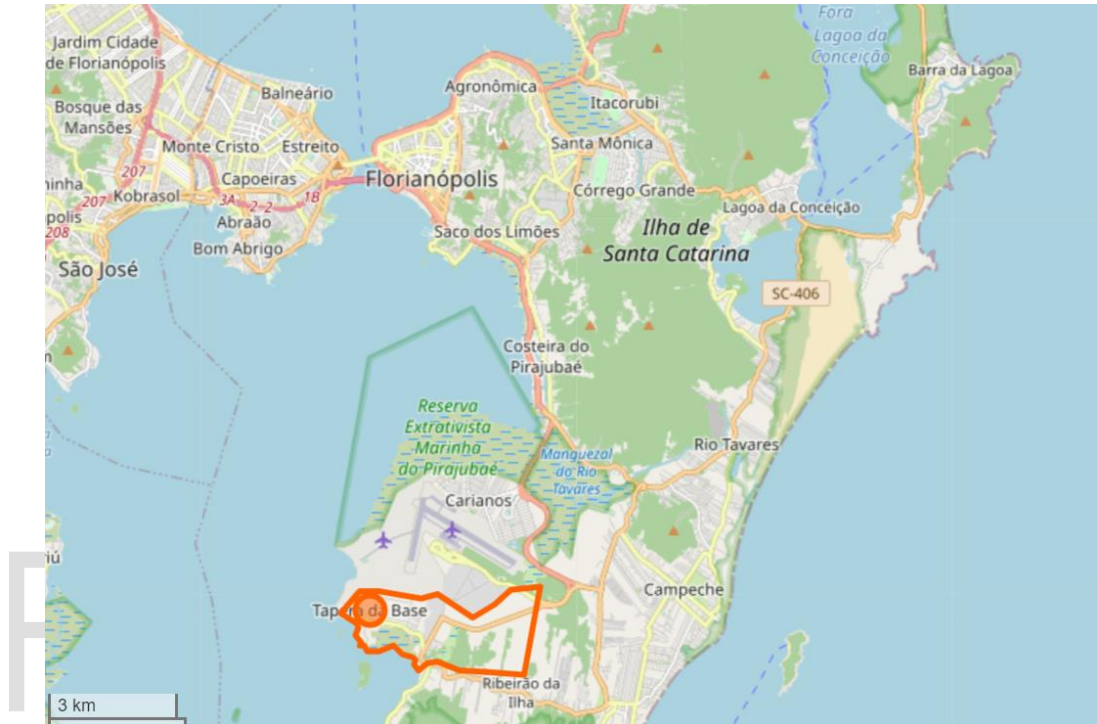 Fora
Lagoa da
Conceição
Jardim Cidade
de Florianópolis
Barra da Lagoa
Balneário
Agronômica
Itacorubi
Bosque das
Mansões
Monte Cristo
Estreito
Santa Mônica
207
Capoeiras
Florianópolis
Córrego Grande
Kobrasol
207
3A
2-2
1B
Lagoa da Conceição
208
Abraão
Saco dos Limões
Ilha de
Santa Catarina
Bom Abrigo
São José
SC-406
Costeira do
Pirajubaé
Reserva
Extrativista
Marinha
do Pirajubaé
Rio Tavares
Manguezal
do Rio
Tavares
Carianos
Campeche
Tapera da Base
Ribeirão da
Ilha
3 km